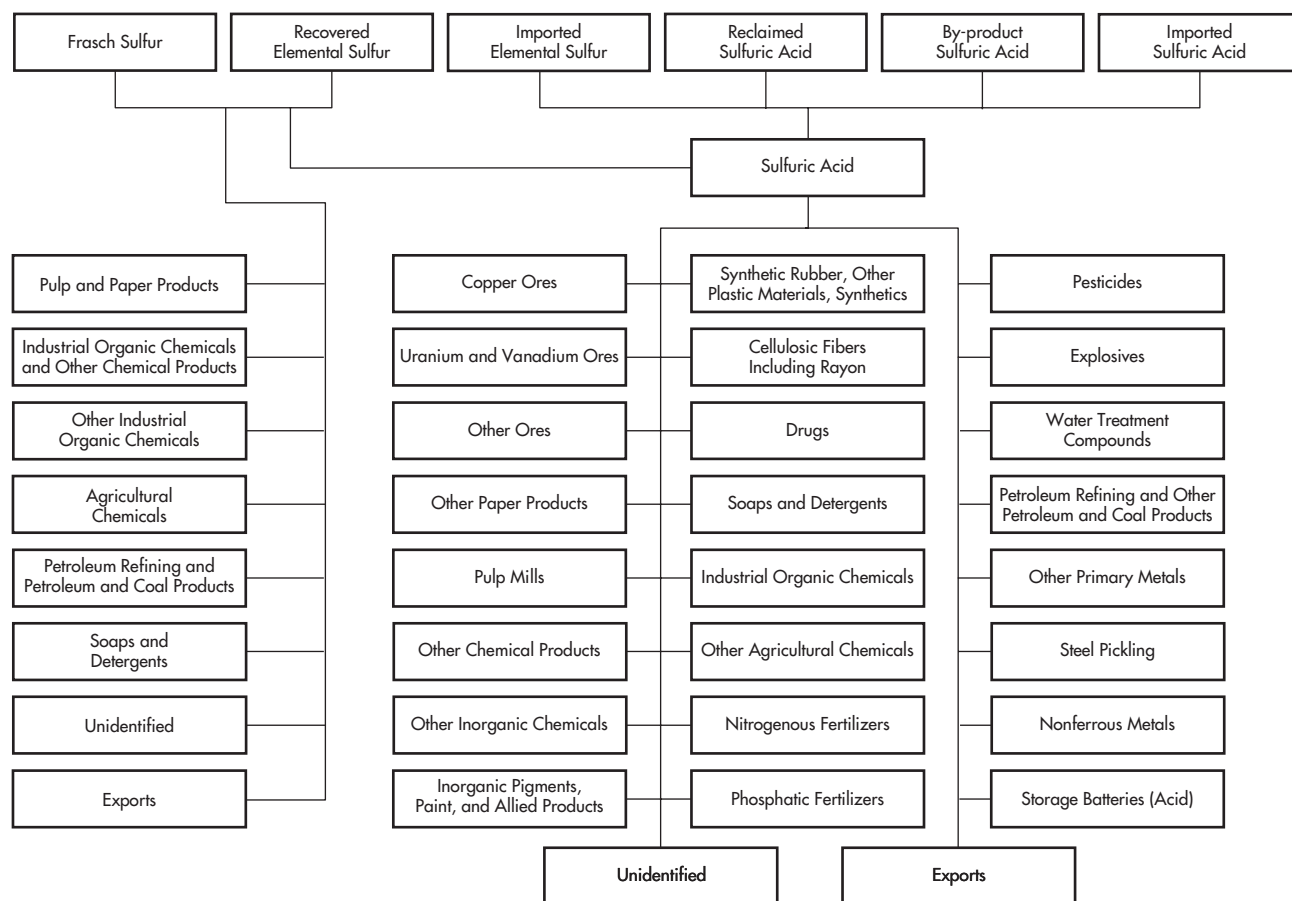 Frasch Sulfur
Recovered
Elemental Sulfur
Imported
Elemental Sulfur
Reclaimed
Sulfuric Acid
By-product
Sulfuric Acid
Imported
Sulfuric Acid
Sulfuric Acid
Pulp and Paper Products
Industrial Organic Chemicals
and Other Chemical Products
Other Industrial
Organic Chemicals
Agricultural
Chemicals
Petroleum Refining and
Petroleum and Coal Products
Soaps and
Detergents
Unidentified
Exports
Copper Ores
Uranium and Vanadium Ores
Other Ores
Other Paper Products
Pulp Mills
Other Chemical Products
Other Inorganic Chemicals
Inorganic Pigments,
Paint, and Allied Products
Synthetic Rubber, Other
Plastic Materials, Synthetics
Cellulosic Fibers
Including Rayon
Drugs
Soaps and Detergents
Industrial Organic Chemicals
Other Agricultural Chemicals
Nitrogenous Fertilizers
Phosphatic Fertilizers
Pesticides
Explosives
Water Treatment
Compounds
Petroleum Refining and Other
Petroleum and Coal Products
Other Primary Metals
Steel Pickling
Nonferrous Metals
Storage Batteries (Acid)
Unidentified
Exports